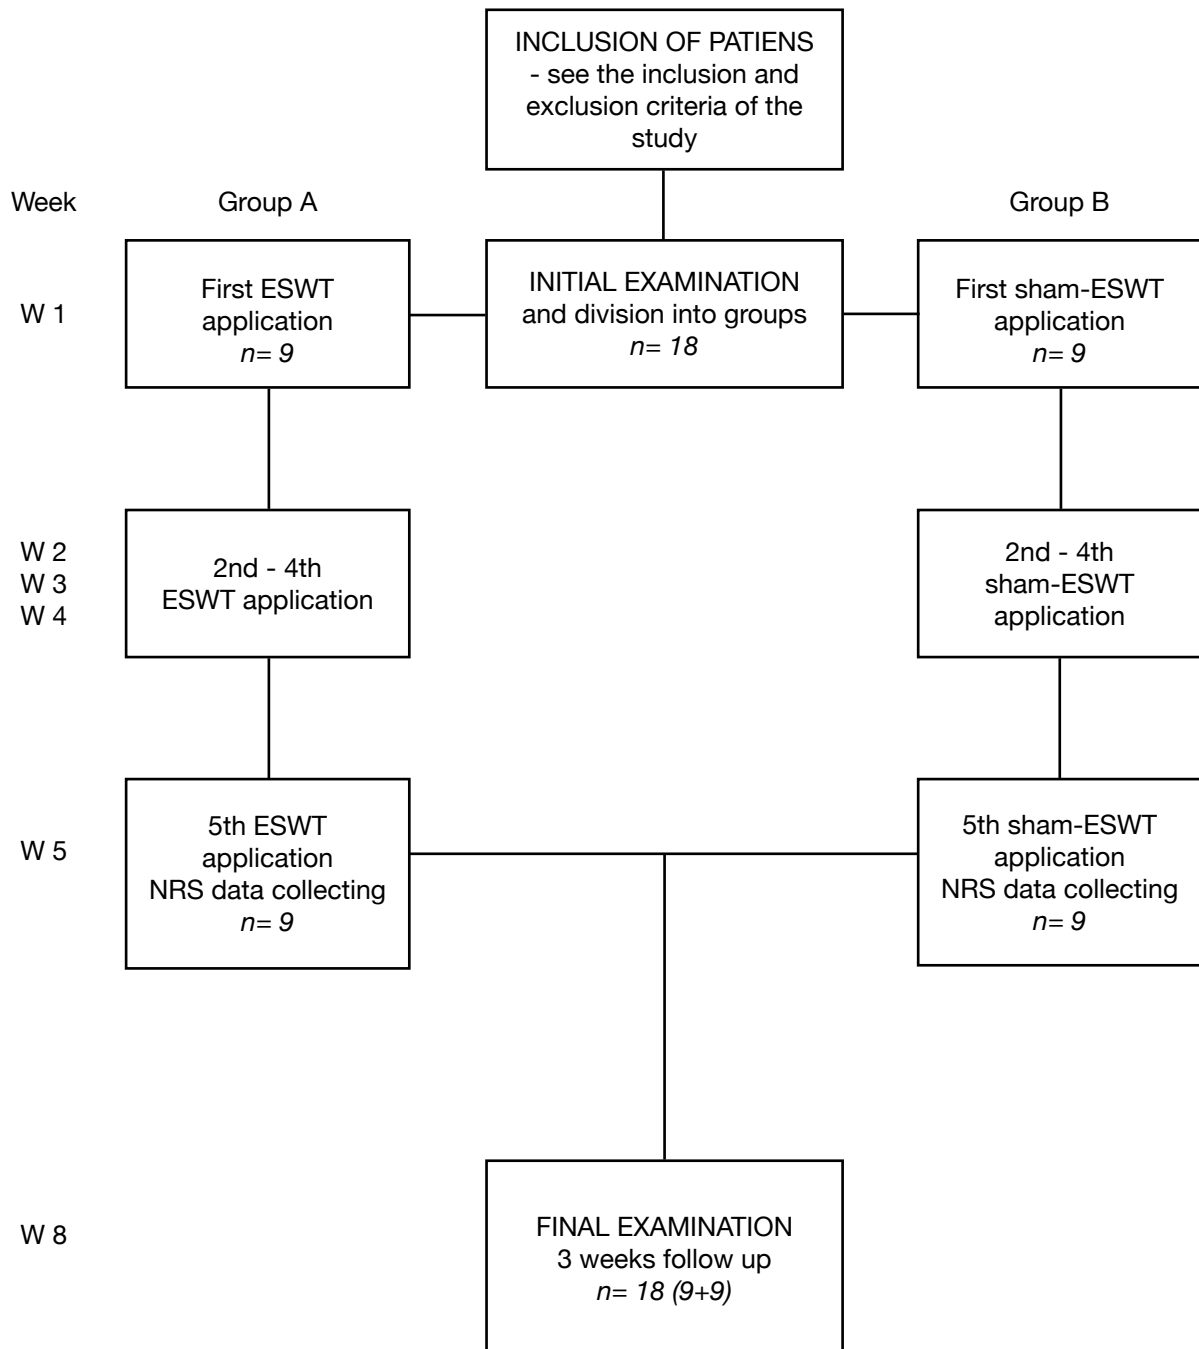 INCLUSION OF PATIENS
- see the inclusion and
exclusion criteria of the
study
Week
Group A
Group B
W 1
First ESWT
application
n= 9
INITIAL EXAMINATION
and division into groups
n= 18
First sham-ESWT
application
n= 9
W 2
W 3
W 4
2nd - 4th
ESWT application
2nd - 4th
sham-ESWT
application
W 5
5th ESWT
application
NRS data collecting
n= 9
5th sham-ESWT
application
NRS data collecting
n= 9
W 8
FINAL EXAMINATION
3 weeks follow up
n= 18 (9+9)